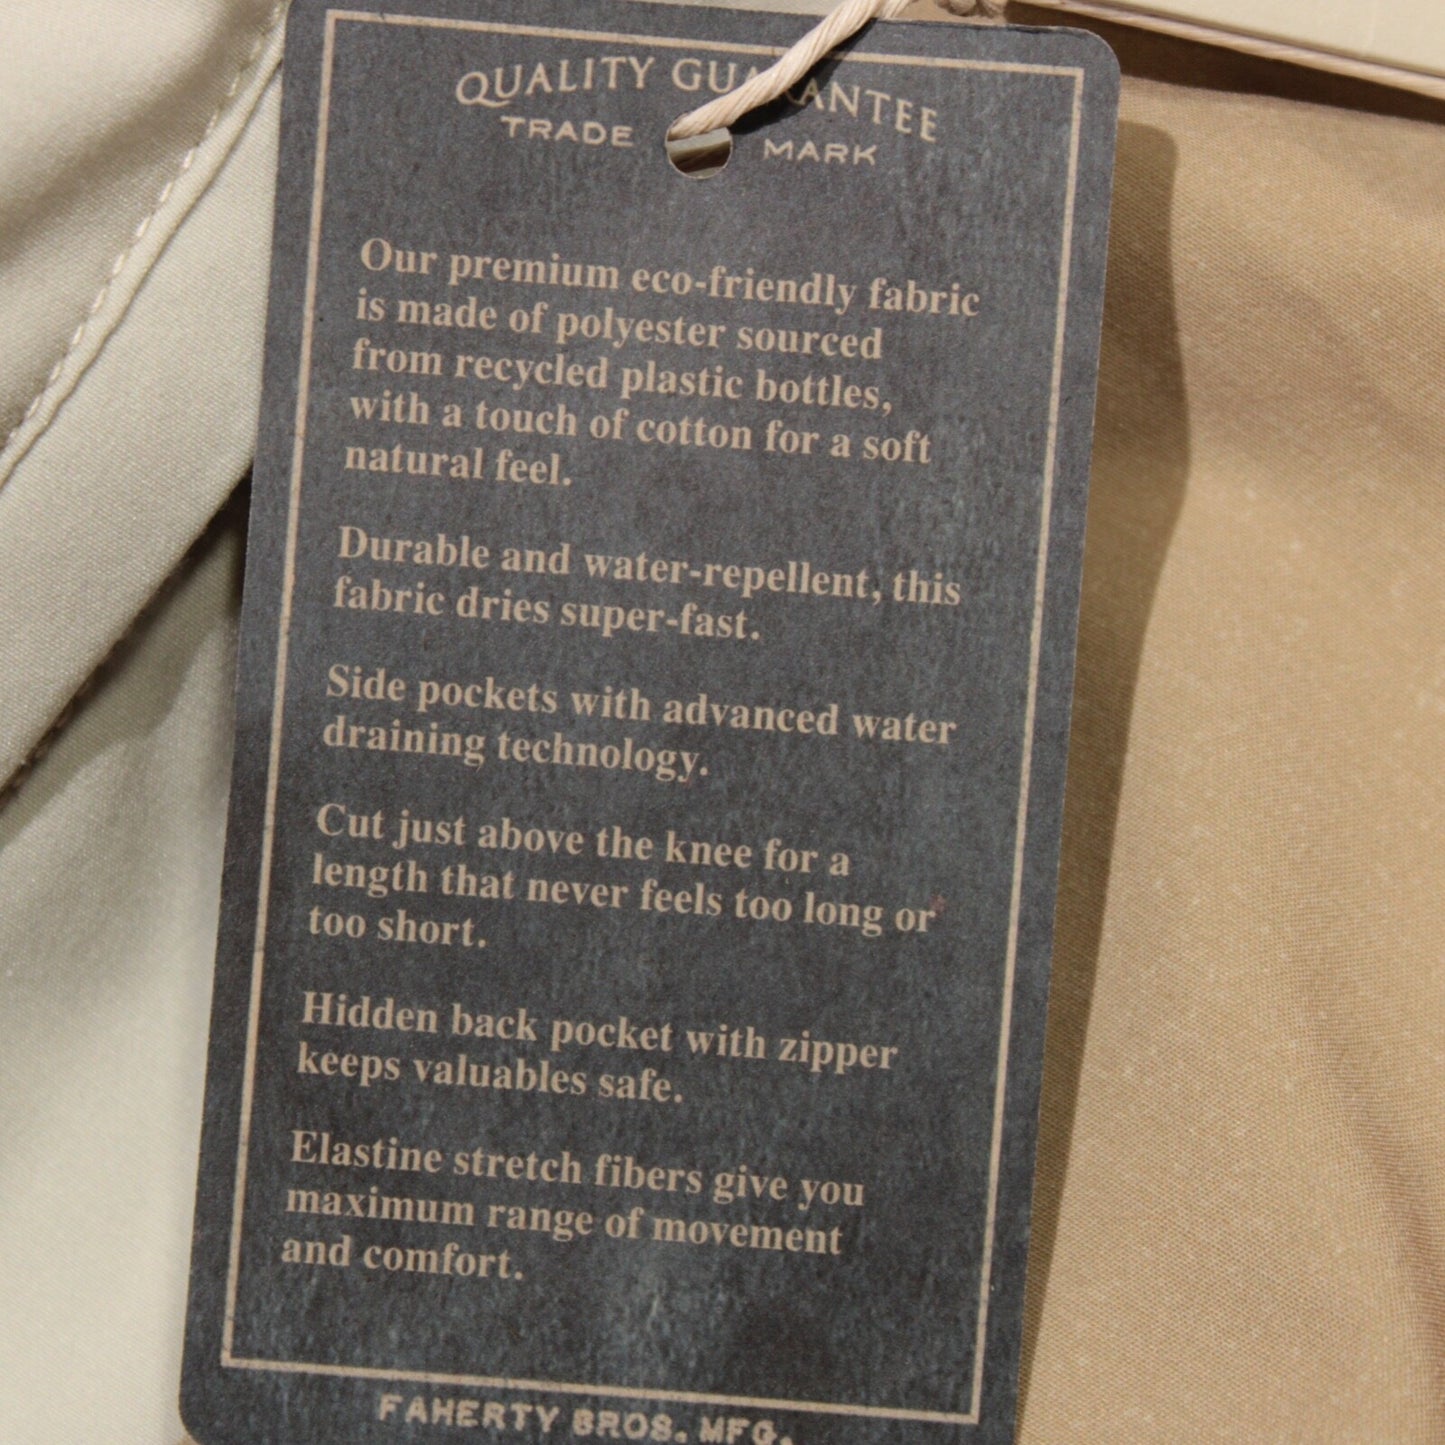 QUALITY GUARANTEE
TRADE MARK
Our premium eco-friendly fabric
is made of polyester sourced
from recycled plastic bottles,
with a touch of cotton for a soft
natural feel.
Durable and water-repellent, this
fabric dries super-fast.
Side pockets with advanced water
draining technology.
Cut just above the knee for a
length that never feels too long or
too short.
Hidden back pocket with zipper
keeps valuables safe.
Elastine stretch fibers give you
maximum range of movement
and comfort.
FAHERTY BROS. MFG.